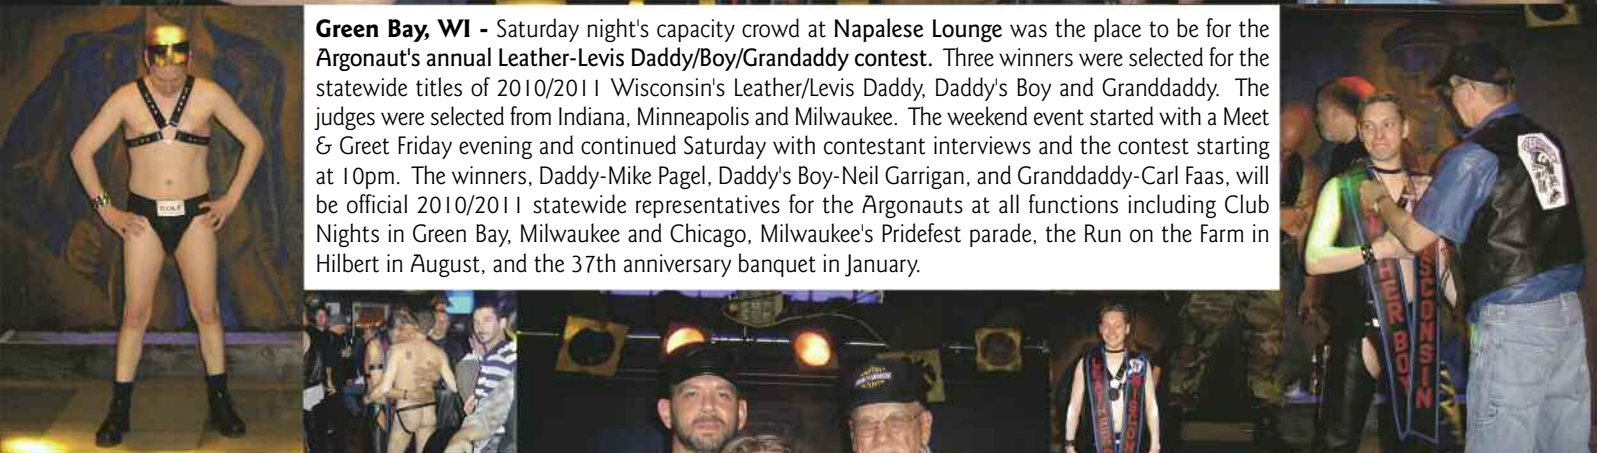 Green Bay, WI - Saturday night's capacity crowd at Napalese Lounge was the place to be for the
Argonaut's annual Leather-Levis Daddy/Boy/Grandaddy contest. Three winners were selected for the
statewide titles of 2010/2011 Wisconsin's Leather/Levis Daddy, Daddy's Boy and Granddaddy. The
judges were selected from Indiana, Minneapolis and Milwaukee. The weekend event started with a Meet
& Greet Friday evening and continued Saturday with contestant interviews and the contest starting
at 10pm. The winners, Daddy-Mike Pagel, Daddy's Boy-Neil Garrigan, and Granddaddy-Carl Faas, will
be official 2010/2011 statewide representatives for the Argonauts at all functions including Club
Nights in Green Bay, Milwaukee and Chicago, Milwaukee's Pridefest parade, the Run on the Farm in
Hilbert in August, and the 37th anniversary banquet in January.
COLT
HER BOY
SCONSIN
LEATHER
ISCON